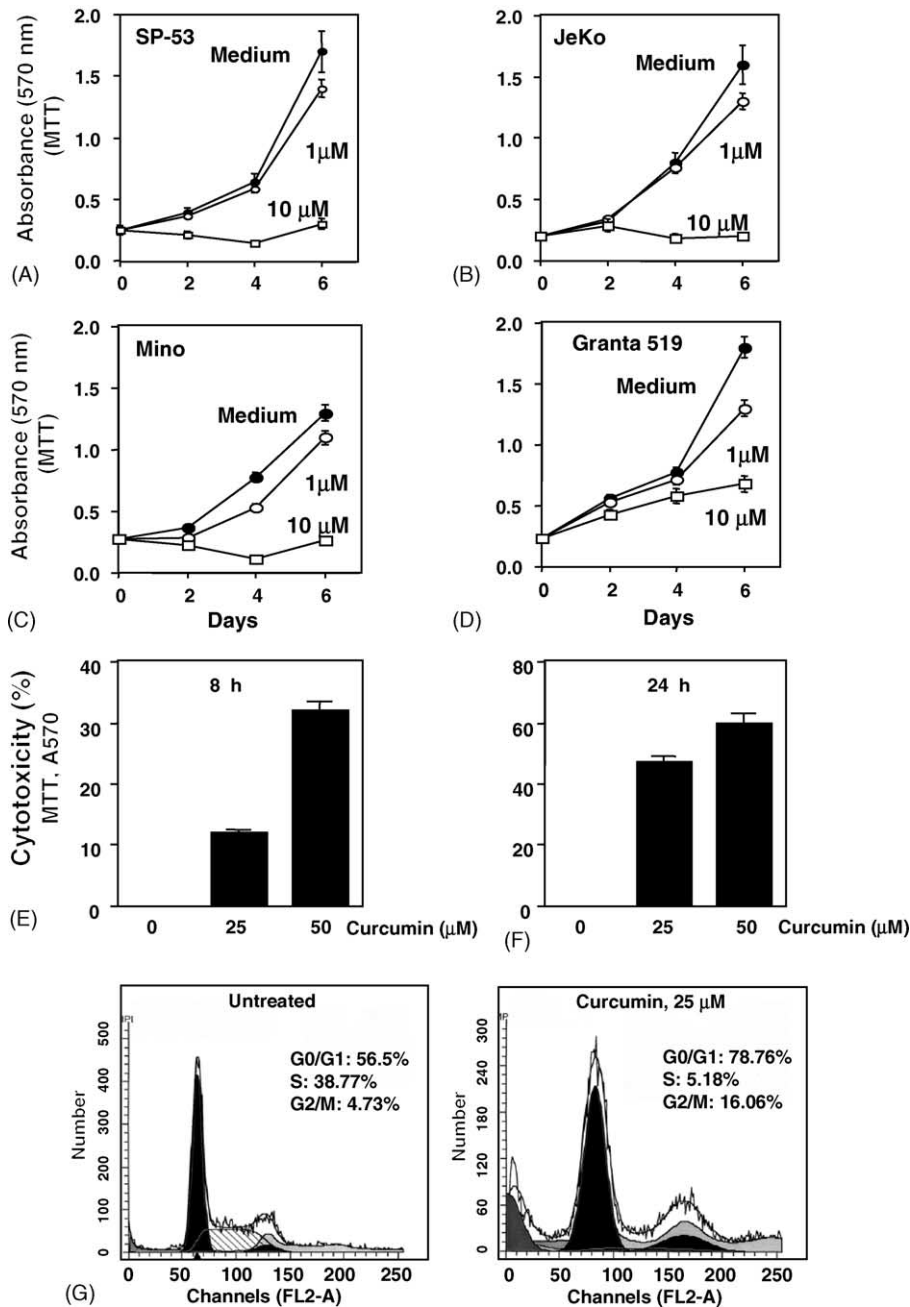 SP-53
Medium
1μM
10 μM
Absorbance (570 nm)
(MTT)
2.0
1.5
1.0
0.5
0.0
0 2 4 6
(A)
JeKo
Medium
1μM
10 μM
2.0
1.5
1.0
0.5
0.0
0 2 4 6
(B)
Mino
Medium
1μM
10 μM
Absorbance (570 nm)
(MTT)
2.0
1.5
1.0
0.5
0.0
0 2 4 6
Days
(C)
Granta 519
Medium
1μM
10 μM
2.0
1.5
1.0
0.5
0.0
0 2 4 6
Days
(D)
8 h
Cytotoxicity (%)
MTT, A570
40
30
20
10
0
0 25 50 Curcumin (μM)
(E)
24 h
80
60
40
20
0
0 25 50 Curcumin (μM)
(F)
Untreated
G0/G1: 56.5%
S: 38.77%
G2/M: 4.73%
Number
500
400
300
200
100
0
0 50 100 150 200 250
Channels (FL2-A)
(G)
Curcumin, 25 μM
G0/G1: 78.76%
S: 5.18%
G2/M: 16.06%
Number
300
240
180
120
60
0
0 50 100 150 200 250
Channels (FL2-A)